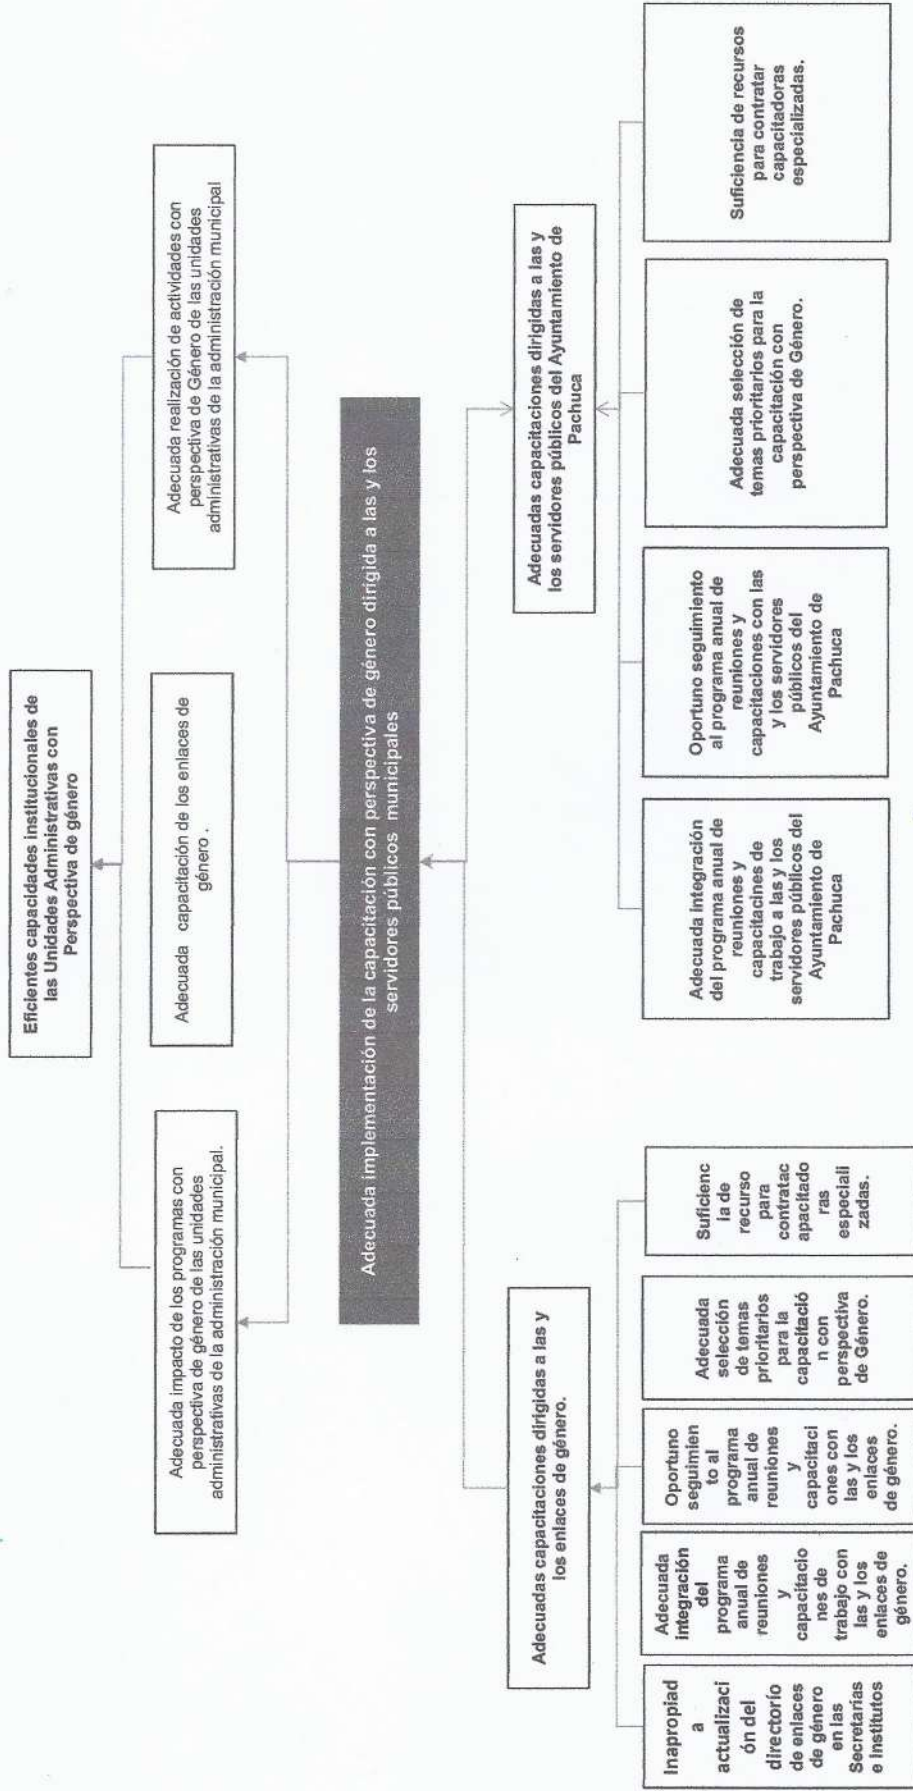 Eficientes capacidades institucionales de
las Unidades Administrativas con
Perspectiva de género
Adecuada impacto de los programas con
perspectiva de género de las unidades
administrativas de la administración municipal.
Adecuada capacitación de los enlaces de
género .
Adecuada realización de actividades con
perspectiva de Género de las unidades
administrativas de la administración municipal
Adecuada implementación de la capacitación con perspectiva de género dirigida a las y los
servidores públicos municipales
Adecuadas capacitaciones dirigidas a las y
los enlaces de género.
Adecuadas capacitaciones dirigidas a las y
los servidores públicos del Ayuntamiento de
Pachuca
Inapropiad
a
actualizaci
ón del
directorio
de enlaces
de género
en las
Secretarías
e Institutos
Adecuada
integración
del
programa
anual de
reuniones
y
capacitacio
nes de
trabajo con
las y los
enlaces de
género.
Oportuno
seguimien
to al
programa
anual de
reuniones
y
capacitaci
ones con
las y los
enlaces
de género.
Adecuada
selección
de temas
prioritarios
para la
capacitació
n con
perspectiva
de Género.
Suficienc
ia de
recurso
para
contratac
apacitado
ras
especiali
zadas.
Adecuada integración
del programa anual de
reuniones y
capacitacines de
trabajo a las y los
servidores públicos del
Ayuntamiento de
Pachuca
Oportuno seguimiento
al programa anual de
reuniones y
capacitaciones con las
y los servidores
públicos del
Ayuntamiento de
Pachuca
Adecuada selección de
temas prioritarios para la
capacitación con
perspectiva de Género.
Suficiencia de recursos
para contratar
capacitadoras
especializadas.